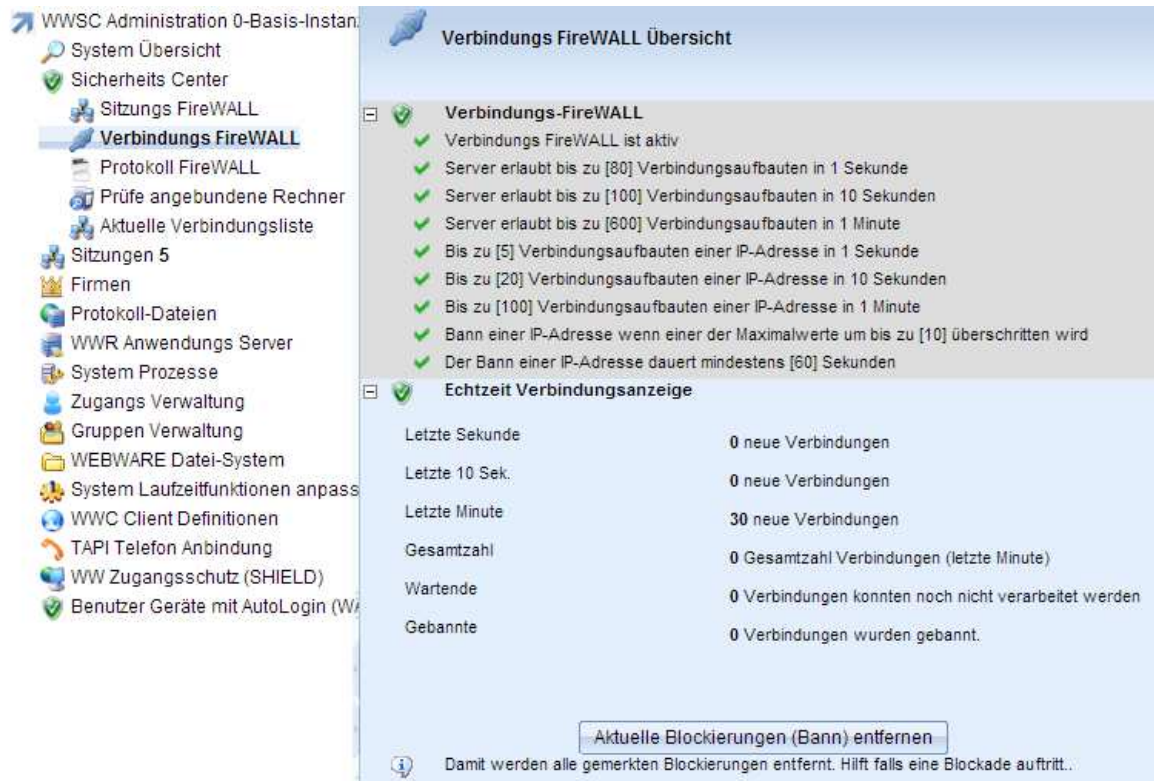 WWSC Administration 0-Basis-Instan
System Übersicht
Sicherheits Center
Sitzungs FireWALL
Verbindungs FireWALL
Protokoll FireWALL
Prüfe angebundene Rechner
Aktuelle Verbindungsliste
Sitzungen 5
Firmen
Protokoll-Dateien
WWR Anwendungs Server
System Prozesse
Zugangs Verwaltung
Gruppen Verwaltung
WEBWARE Datei-System
System Laufzeitfunktionen anpass
WWC Client Definitionen
TAPI Telefon Anbindung
WW Zugangsschutz (SHIELD)
Benutzer Geräte mit AutoLogin (WA
Verbindungs FireWALL Übersicht
Verbindungs-FireWALL
Verbindungs FireWALL ist aktiv
Server erlaubt bis zu [80] Verbindungsaufbauten in 1 Sekunde
Server erlaubt bis zu [100] Verbindungsaufbauten in 10 Sekunden
Server erlaubt bis zu [600] Verbindungsaufbauten in 1 Minute
Bis zu [5] Verbindungsaufbauten einer IP-Adresse in 1 Sekunde
Bis zu [20] Verbindungsaufbauten einer IP-Adresse in 10 Sekunden
Bis zu [100] Verbindungsaufbauten einer IP-Adresse in 1 Minute
Bann einer IP-Adresse wenn einer der Maximalwerte um bis zu [10] überschritten wird
Der Bann einer IP-Adresse dauert mindestens [60] Sekunden
Echtzeit Verbindungsanzeige
Letzte Sekunde 0 neue Verbindungen
Letzte 10 Sek. 0 neue Verbindungen
Letzte Minute 30 neue Verbindungen
Gesamtzahl 0 Gesamtzahl Verbindungen (letzte Minute)
Wartende 0 Verbindungen konnten noch nicht verarbeitet werden
Gebannte 0 Verbindungen wurden gebannt.
Aktuelle Blockierungen (Bann) entfernen
Damit werden alle gemerkten Blockierungen entfernt. Hilft falls eine Blockade auftritt..